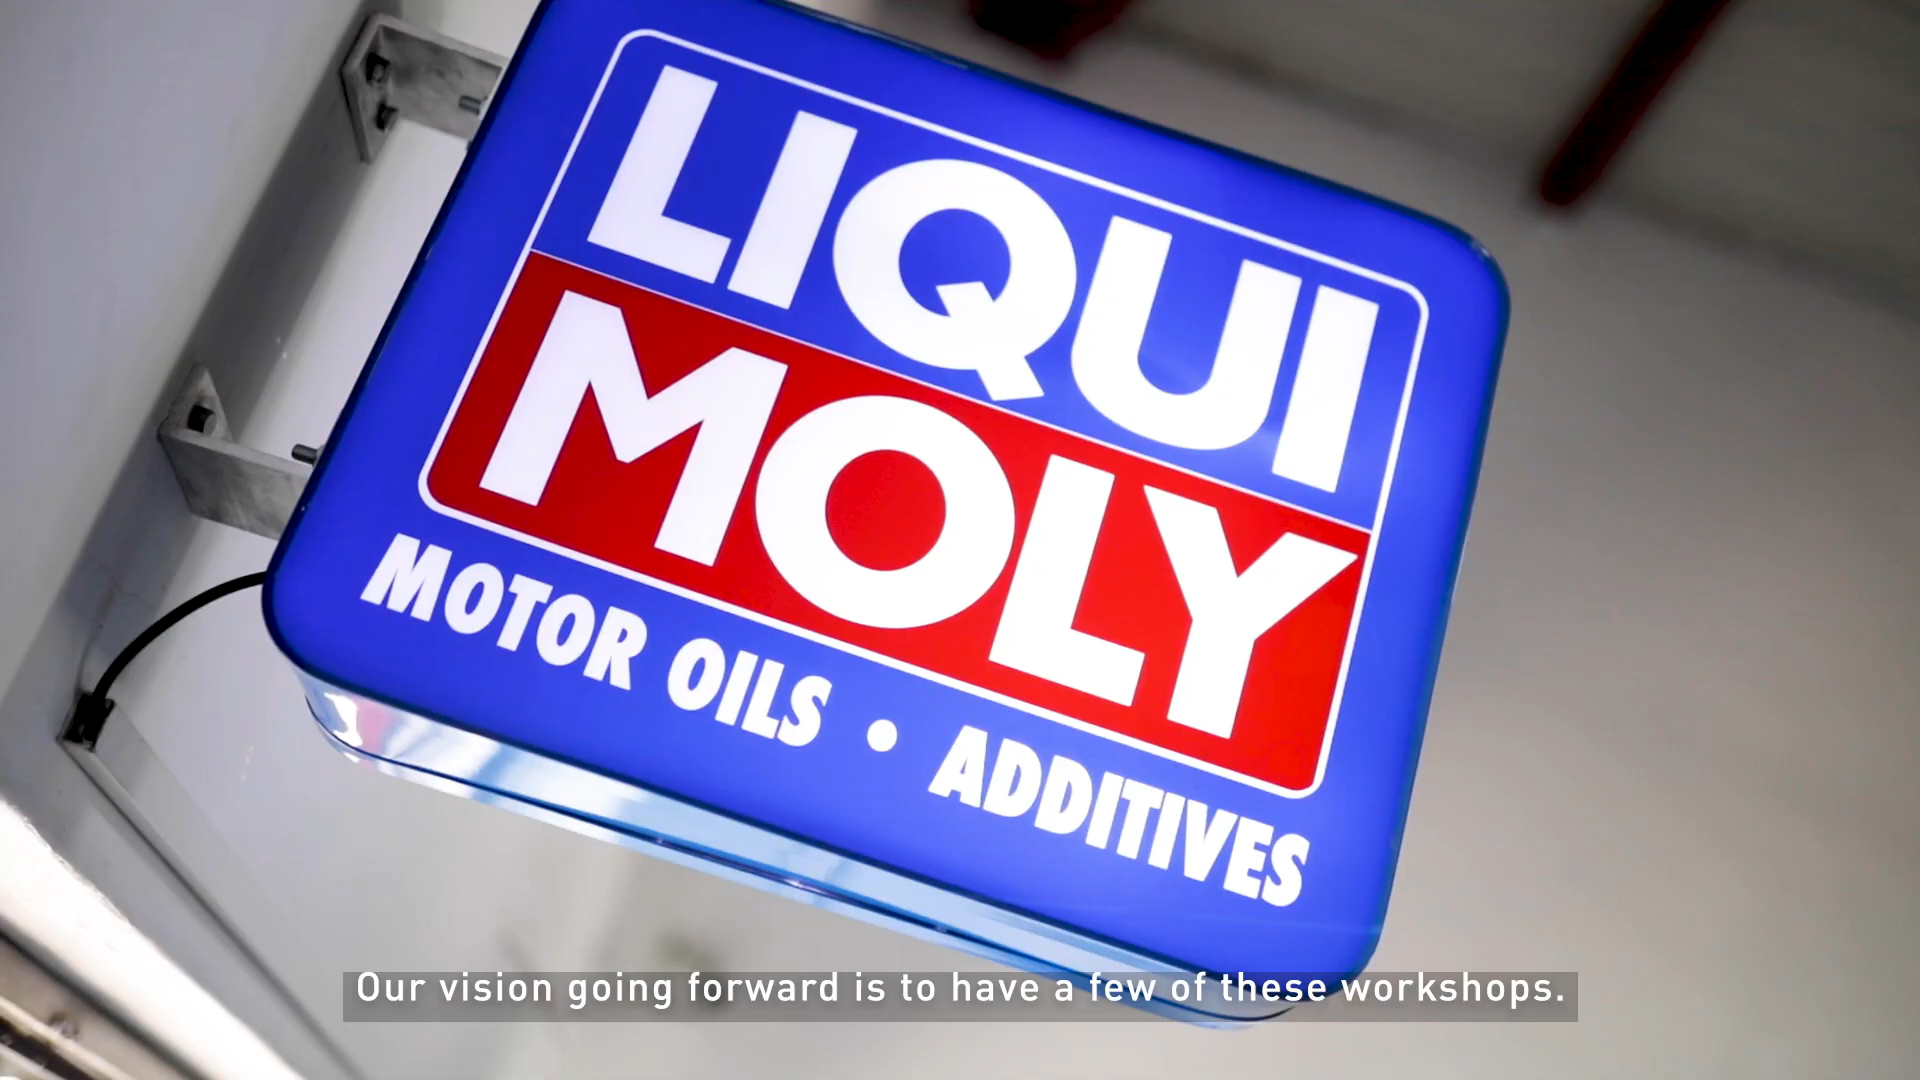 LIQUI
MOLY
MOTOR OILS • ADDITIVES
Our vision going forward is to have a few of these workshops.